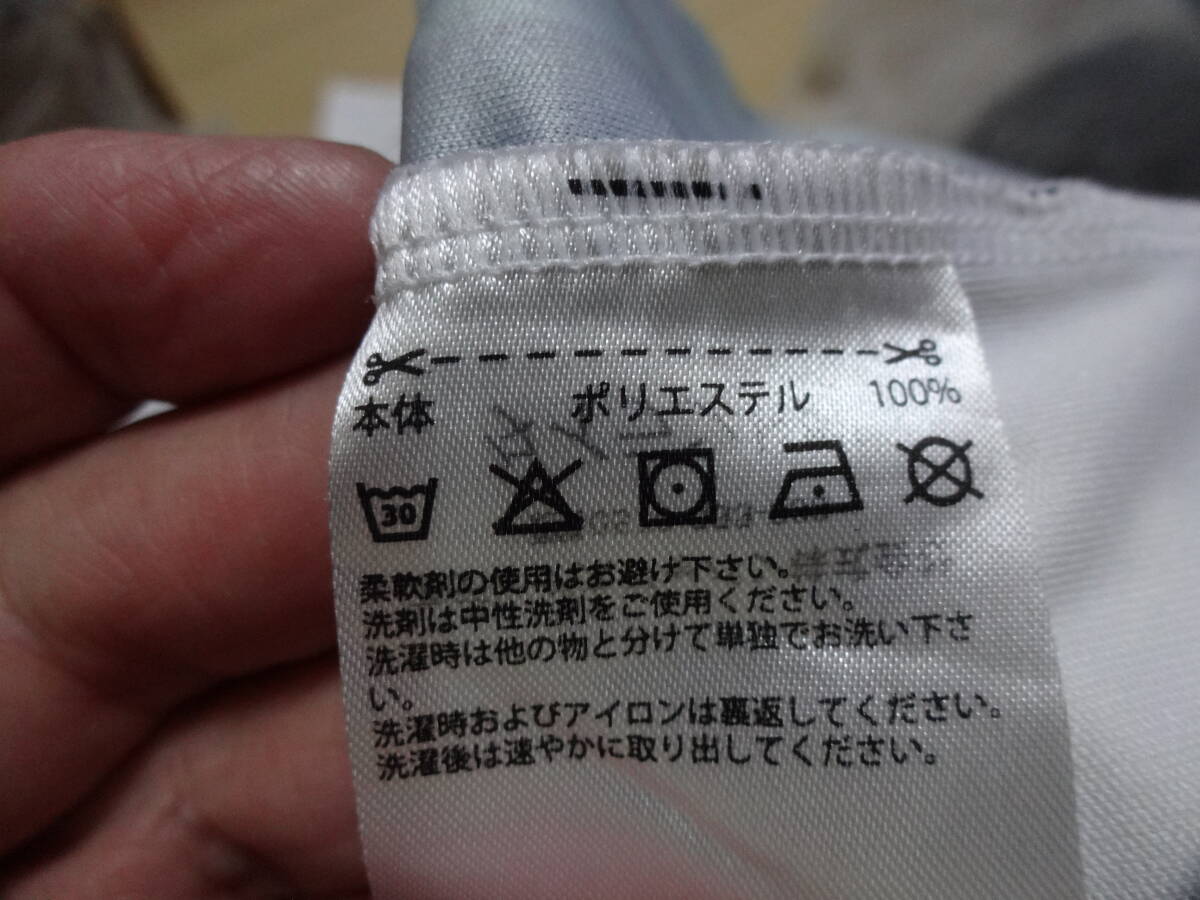 本体 ポリエステル 100%
30
柔軟剤の使用はお避け下さい。
洗剤は中性洗剤をご使用ください。
洗濯時は他の物と分けて単独でお洗い下さ
い。
洗濯時およびアイロンは裏返してください。
洗濯後は速やかに取り出してください。